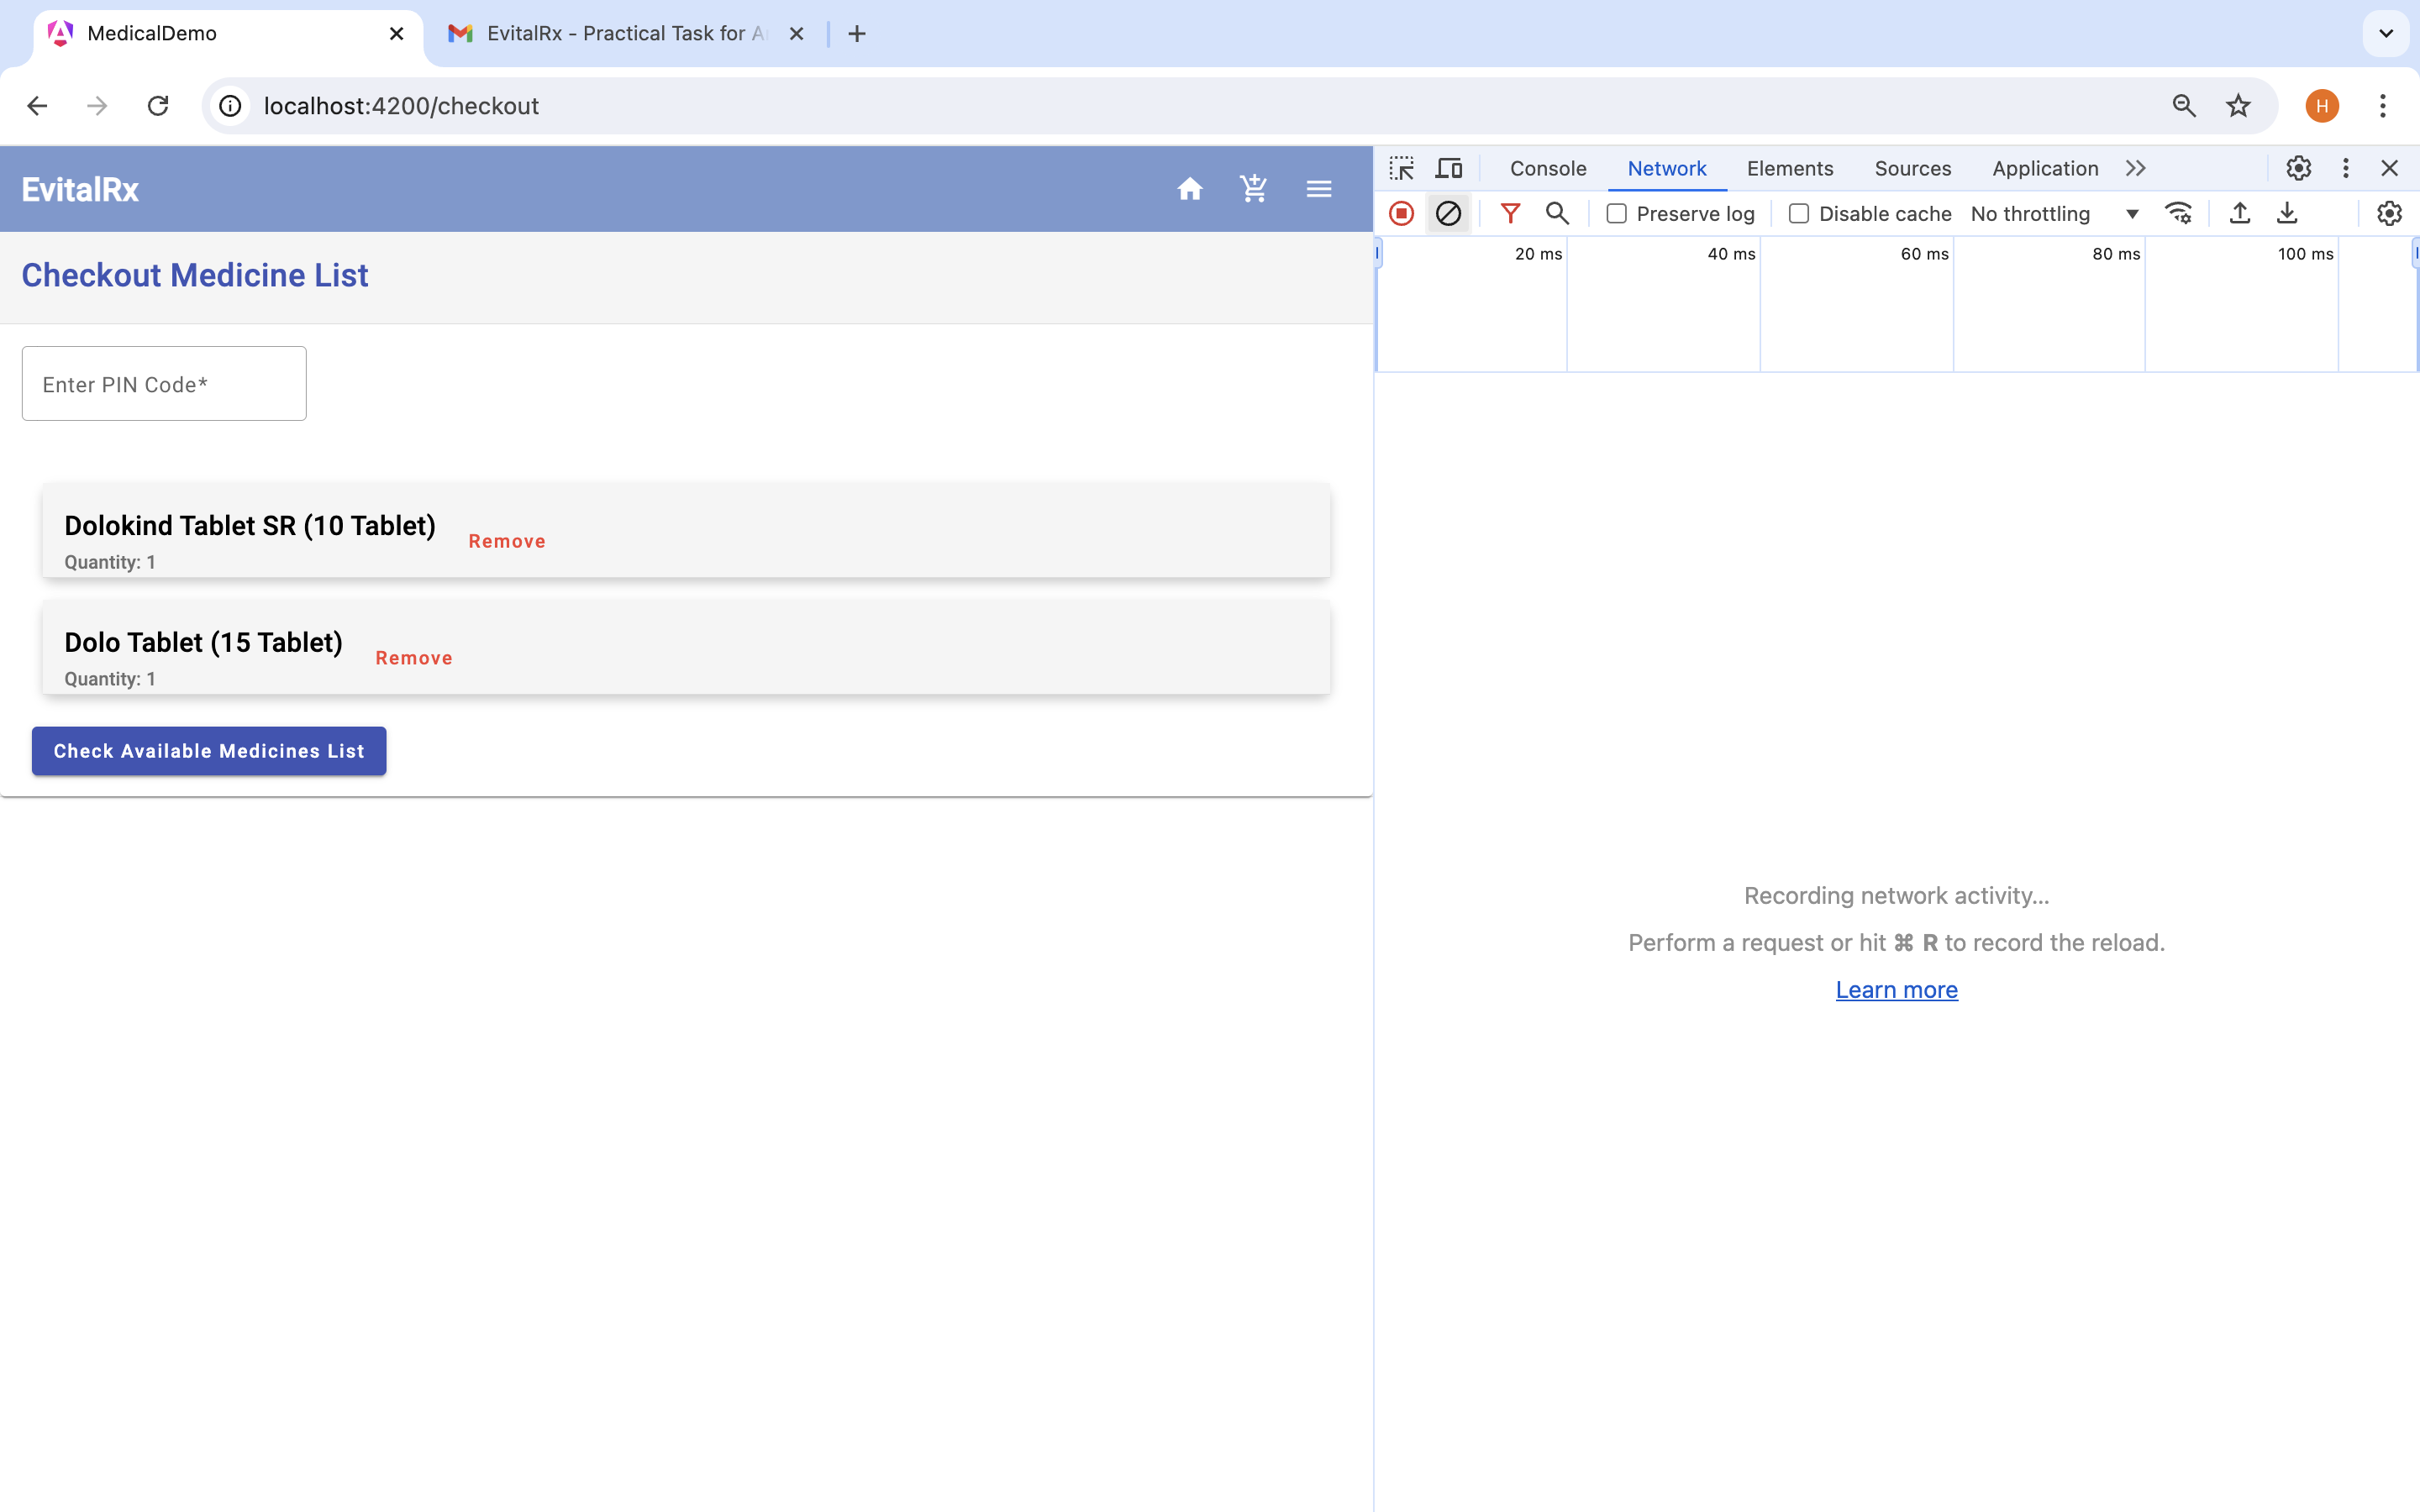 MedicalDemo
EvitalRx - Practical Task for A
localhost:4200/checkout
H
EvitalRx
Checkout Medicine List
Enter PIN Code*
Dolokind Tablet SR (10 Tablet)
Remove
Quantity: 1
Dolo Tablet (15 Tablet)
Remove
Quantity: 1
Check Available Medicines List
Console Network Elements Sources Application
Preserve log Disable cache No throttling
20 ms 40 ms 60 ms 80 ms 100 ms
Recording network activity...
Perform a request or hit ⌘ R to record the reload.
Learn more